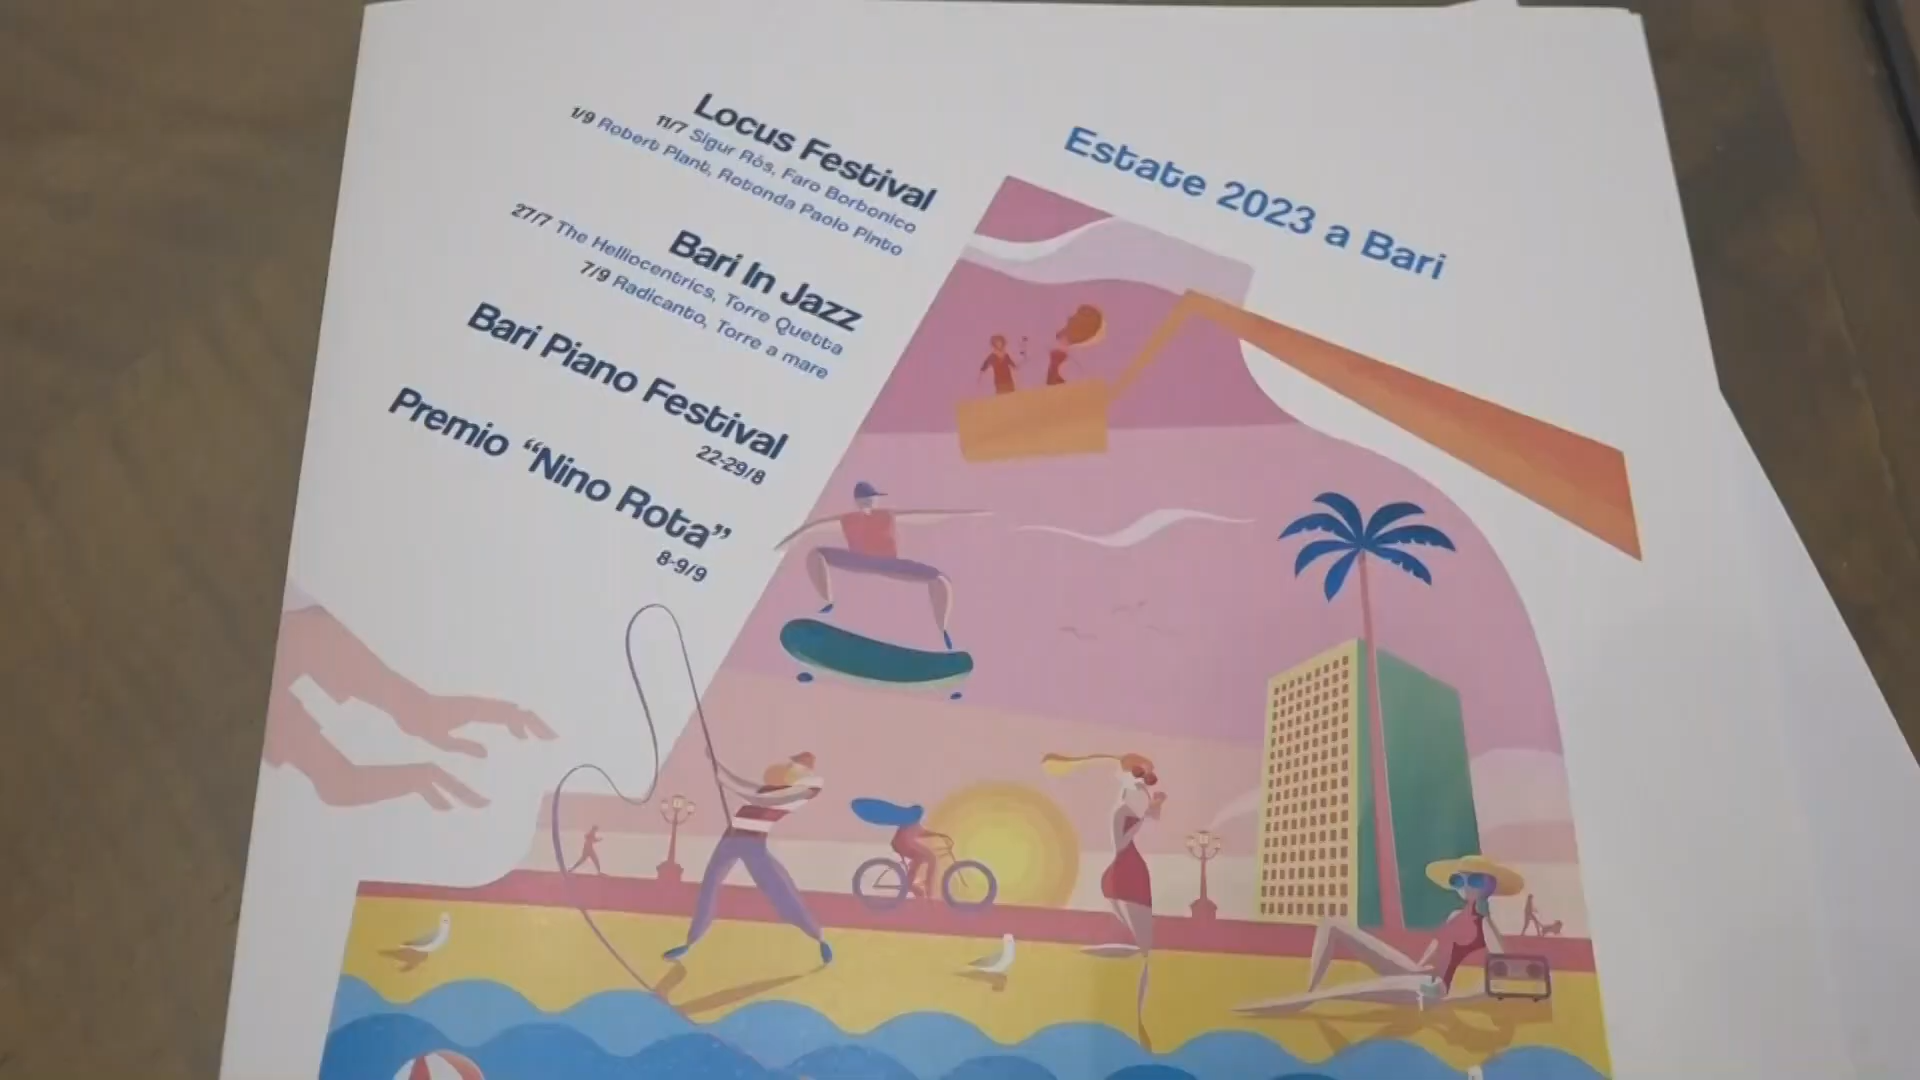 Estate 2023 a Bari
Locus Festival
11/7 Sigur Ròs, Faro Borbonico
1/9 Robert Plant, Rotonda Paolo Pinto
Bari In Jazz
27/7 The Helliocentrics, Torre Quetta
7/9 Radicanto, Torre a mare
Bari Piano Festival
22-29/8
Premio “Nino Rota”
8-9/9